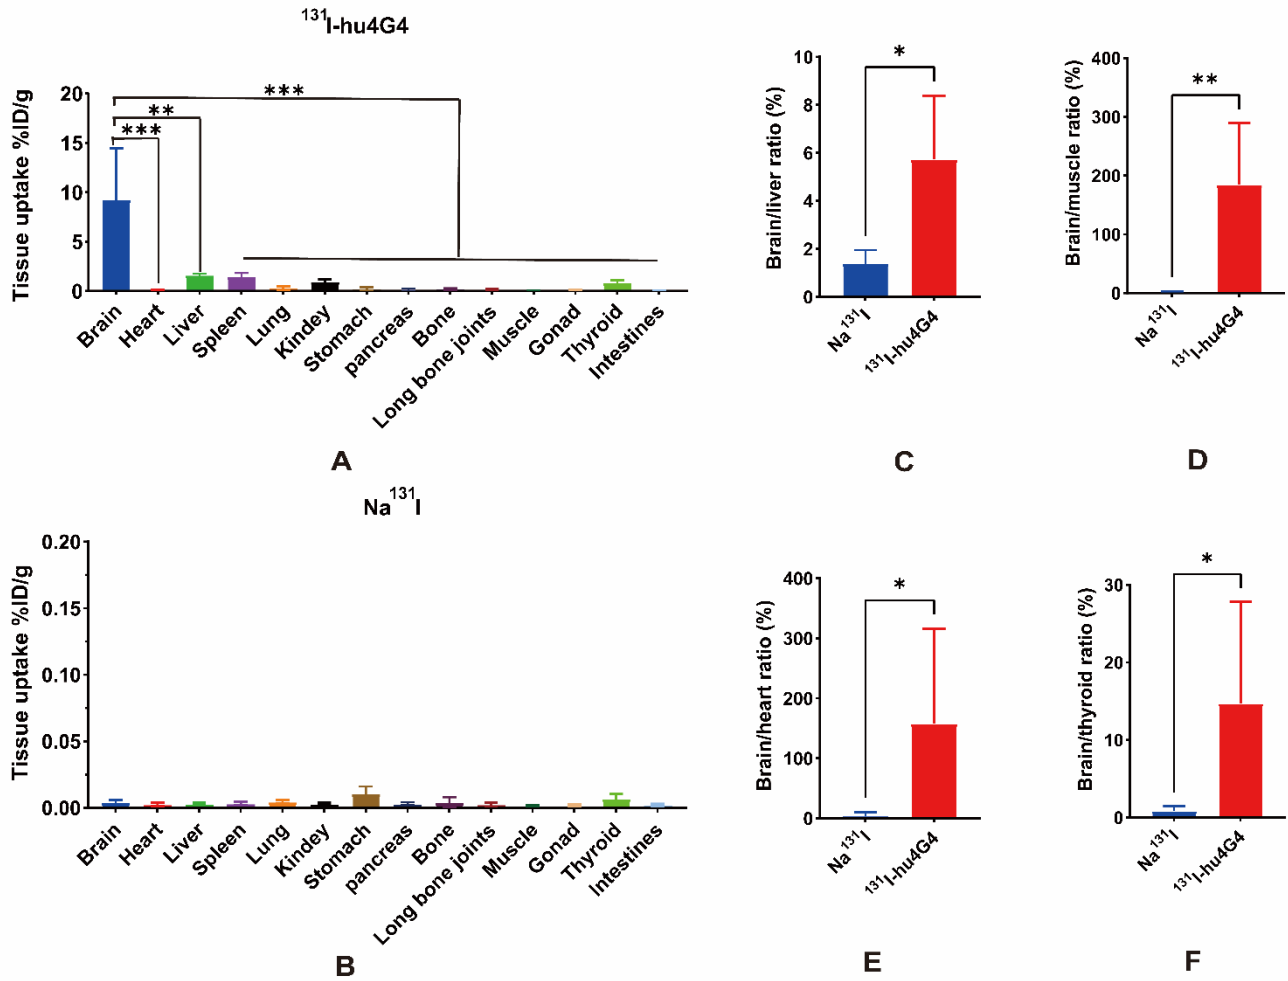 ¹³¹I-hu4G4
Tissue uptake %ID/g
20
15
10
5
0
***
**
***
Brain
Heart
Liver
Spleen
Lung
Kindey
Stomach
pancreas
Bone
Long bone joints
Muscle
Gonad
Thyroid
Intestines
A
Brain/liver ratio (%)
10
8
6
4
2
0
*
Na¹³¹I
¹³¹I-hu4G4
C
Brain/muscle ratio (%)
400
300
200
100
0
**
Na¹³¹I
¹³¹I-hu4G4
D
Na¹³¹I
Tissue uptake %ID/g
0.20
0.15
0.10
0.05
0.00
Brain
Heart
Liver
Spleen
Lung
Kindey
Stomach
pancreas
Bone
Long bone joints
Muscle
Gonad
Thyroid
Intestines
B
Brain/heart ratio (%)
400
300
200
100
0
*
Na¹³¹I
¹³¹I-hu4G4
E
Brain/thyroid ratio (%)
30
20
10
0
*
Na¹³¹I
¹³¹I-hu4G4
F